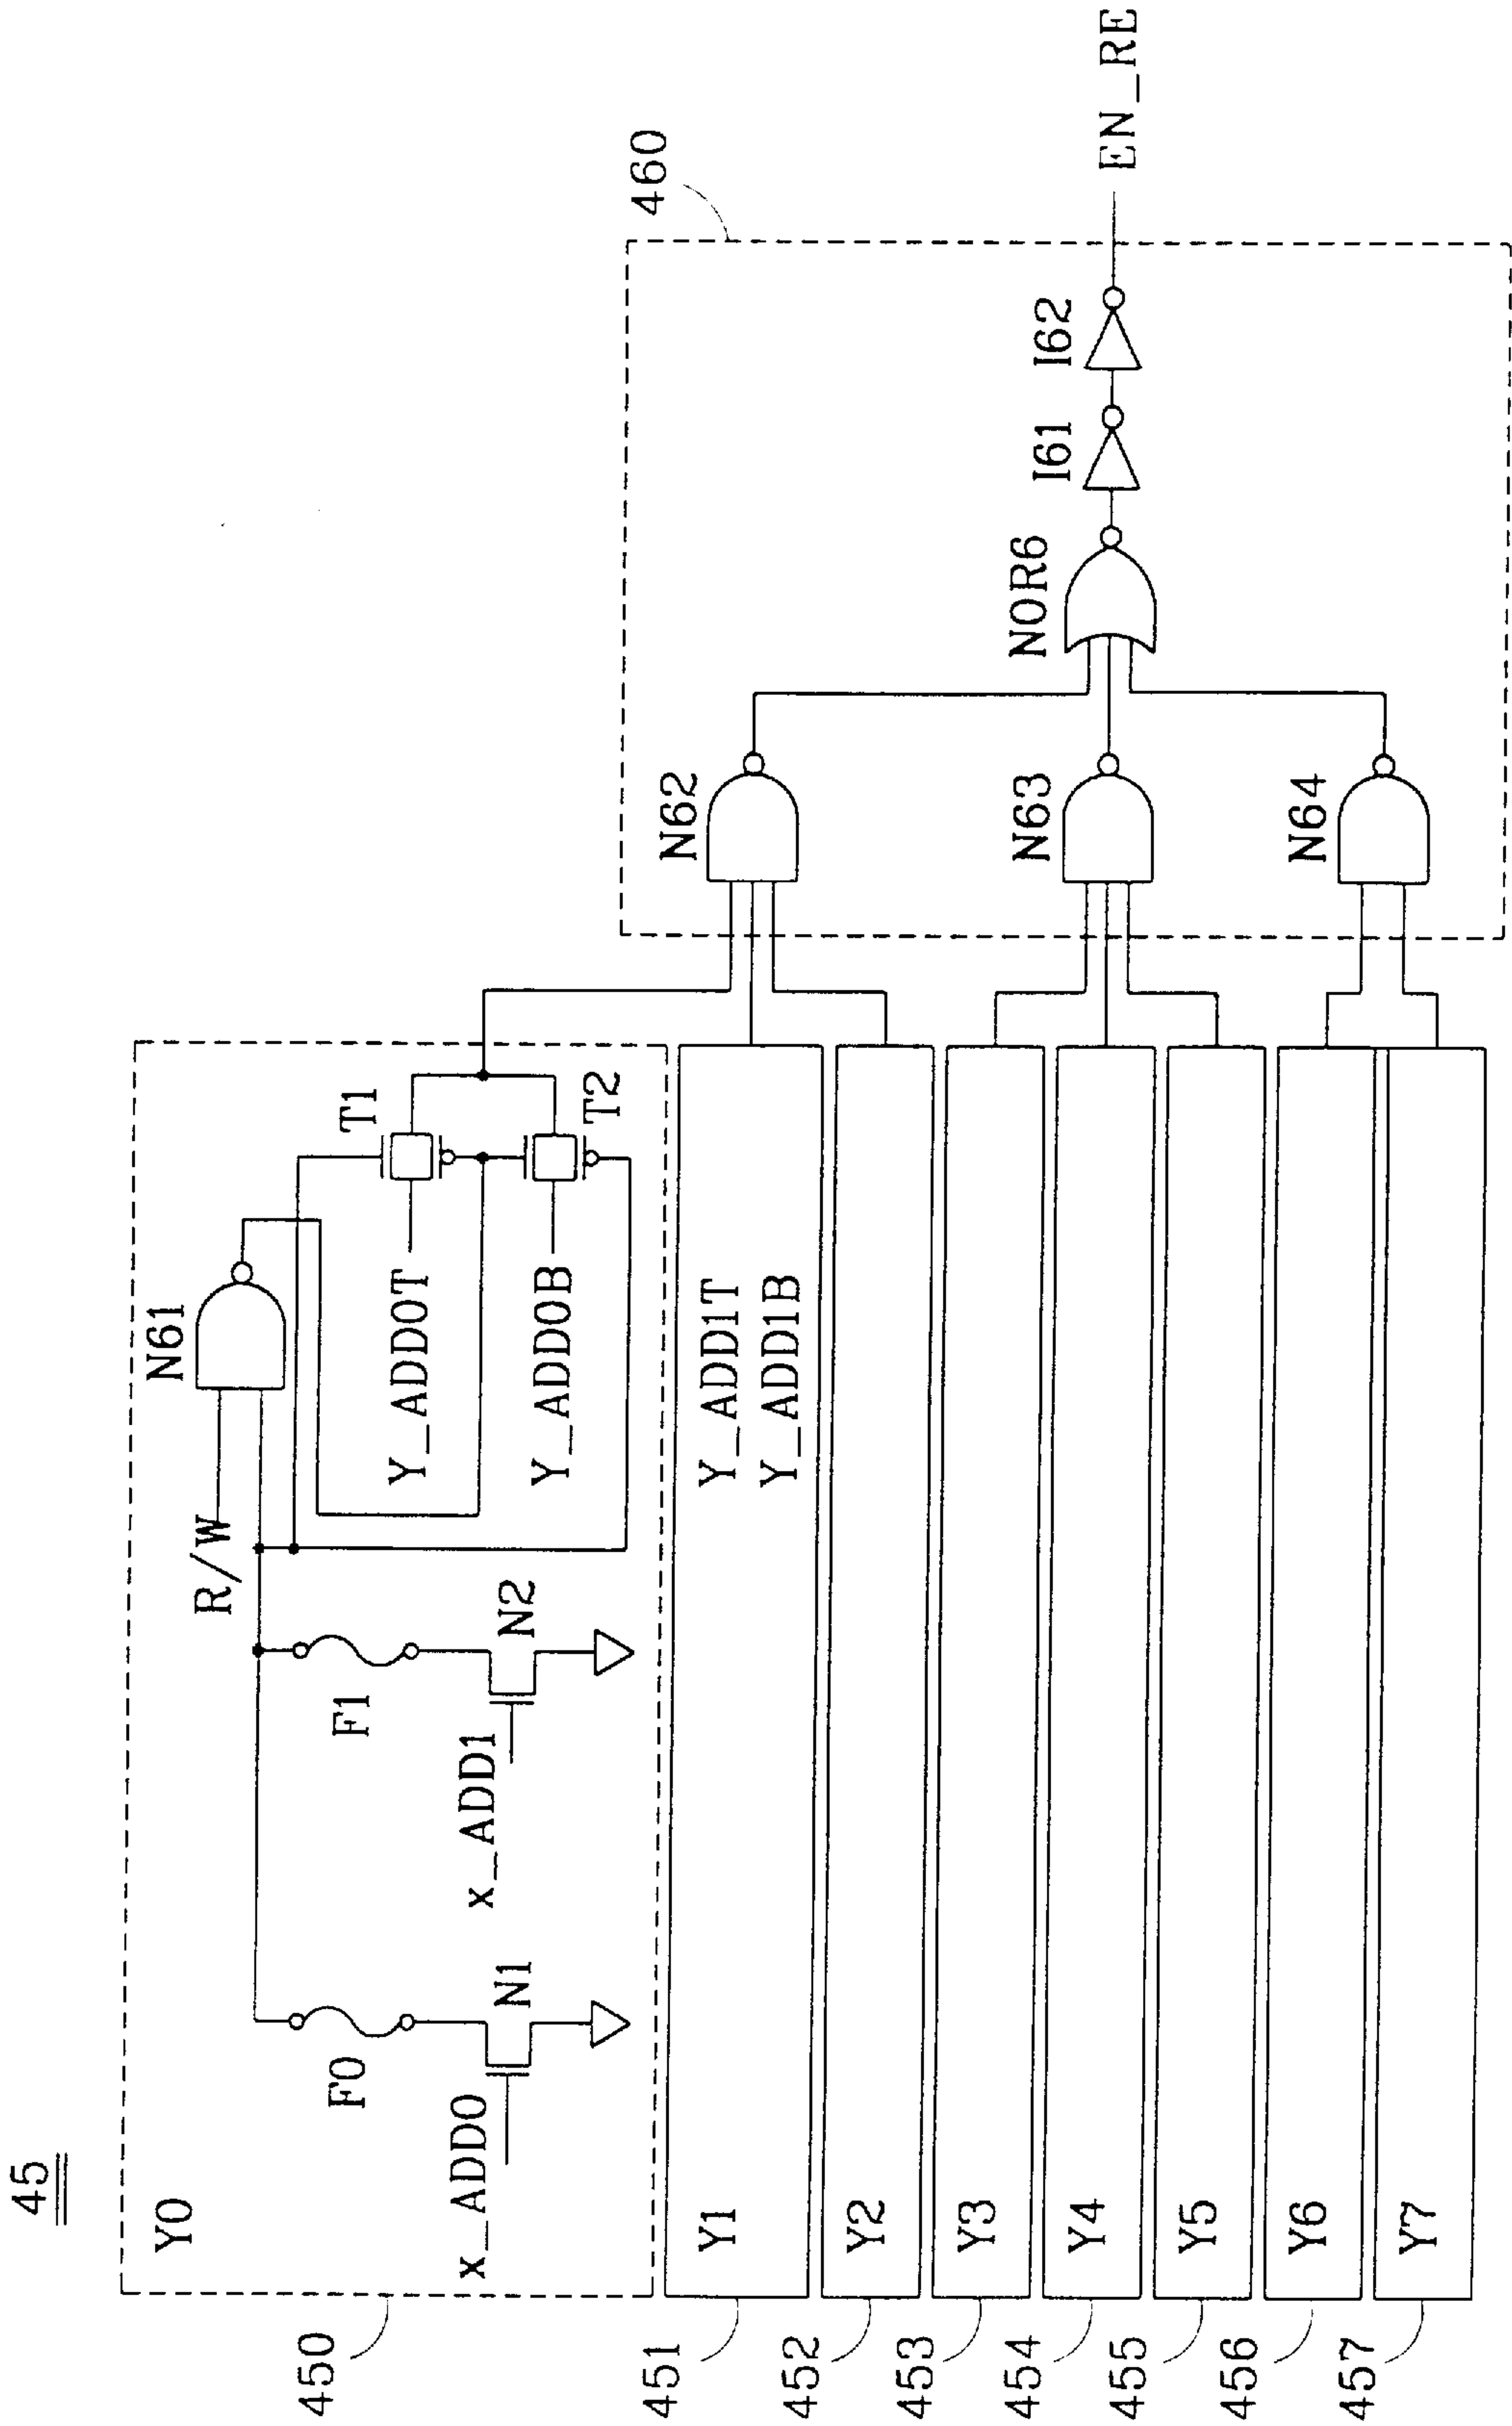 45
450
Y0
x_ADD0
F0
N1
x_ADD1
F1
N2
R/W
N61
Y_ADD0T
Y_ADD0B
T1
T2
451
Y1
Y_ADD1T
Y_ADD1B
452
Y2
453
Y3
454
Y4
455
Y5
456
Y6
457
Y7
460
N62
N63
N64
NOR6
I61
I62
EN_RE